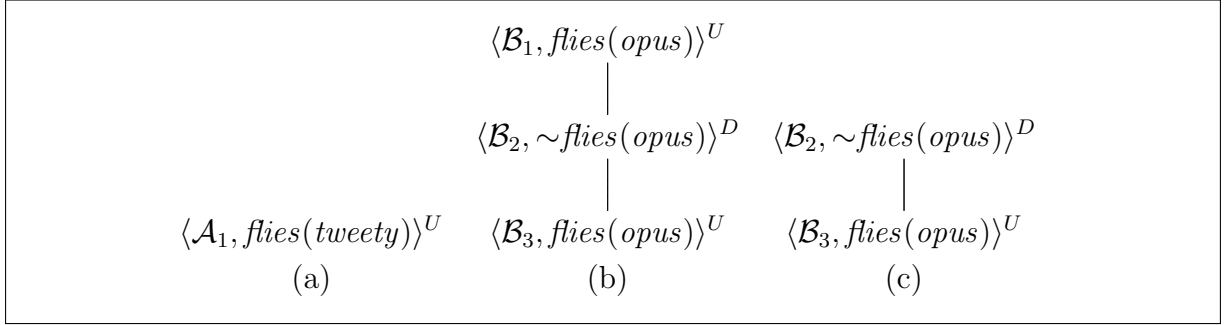 ⟨ℬ₁, flies(opus)⟩ᵁ
⟨ℬ₂, ∼flies(opus)⟩ᴰ ⟨ℬ₂, ∼flies(opus)⟩ᴰ
⟨𝒜₁, flies(tweety)⟩ᵁ ⟨ℬ₃, flies(opus)⟩ᵁ ⟨ℬ₃, flies(opus)⟩ᵁ
(a) (b) (c)